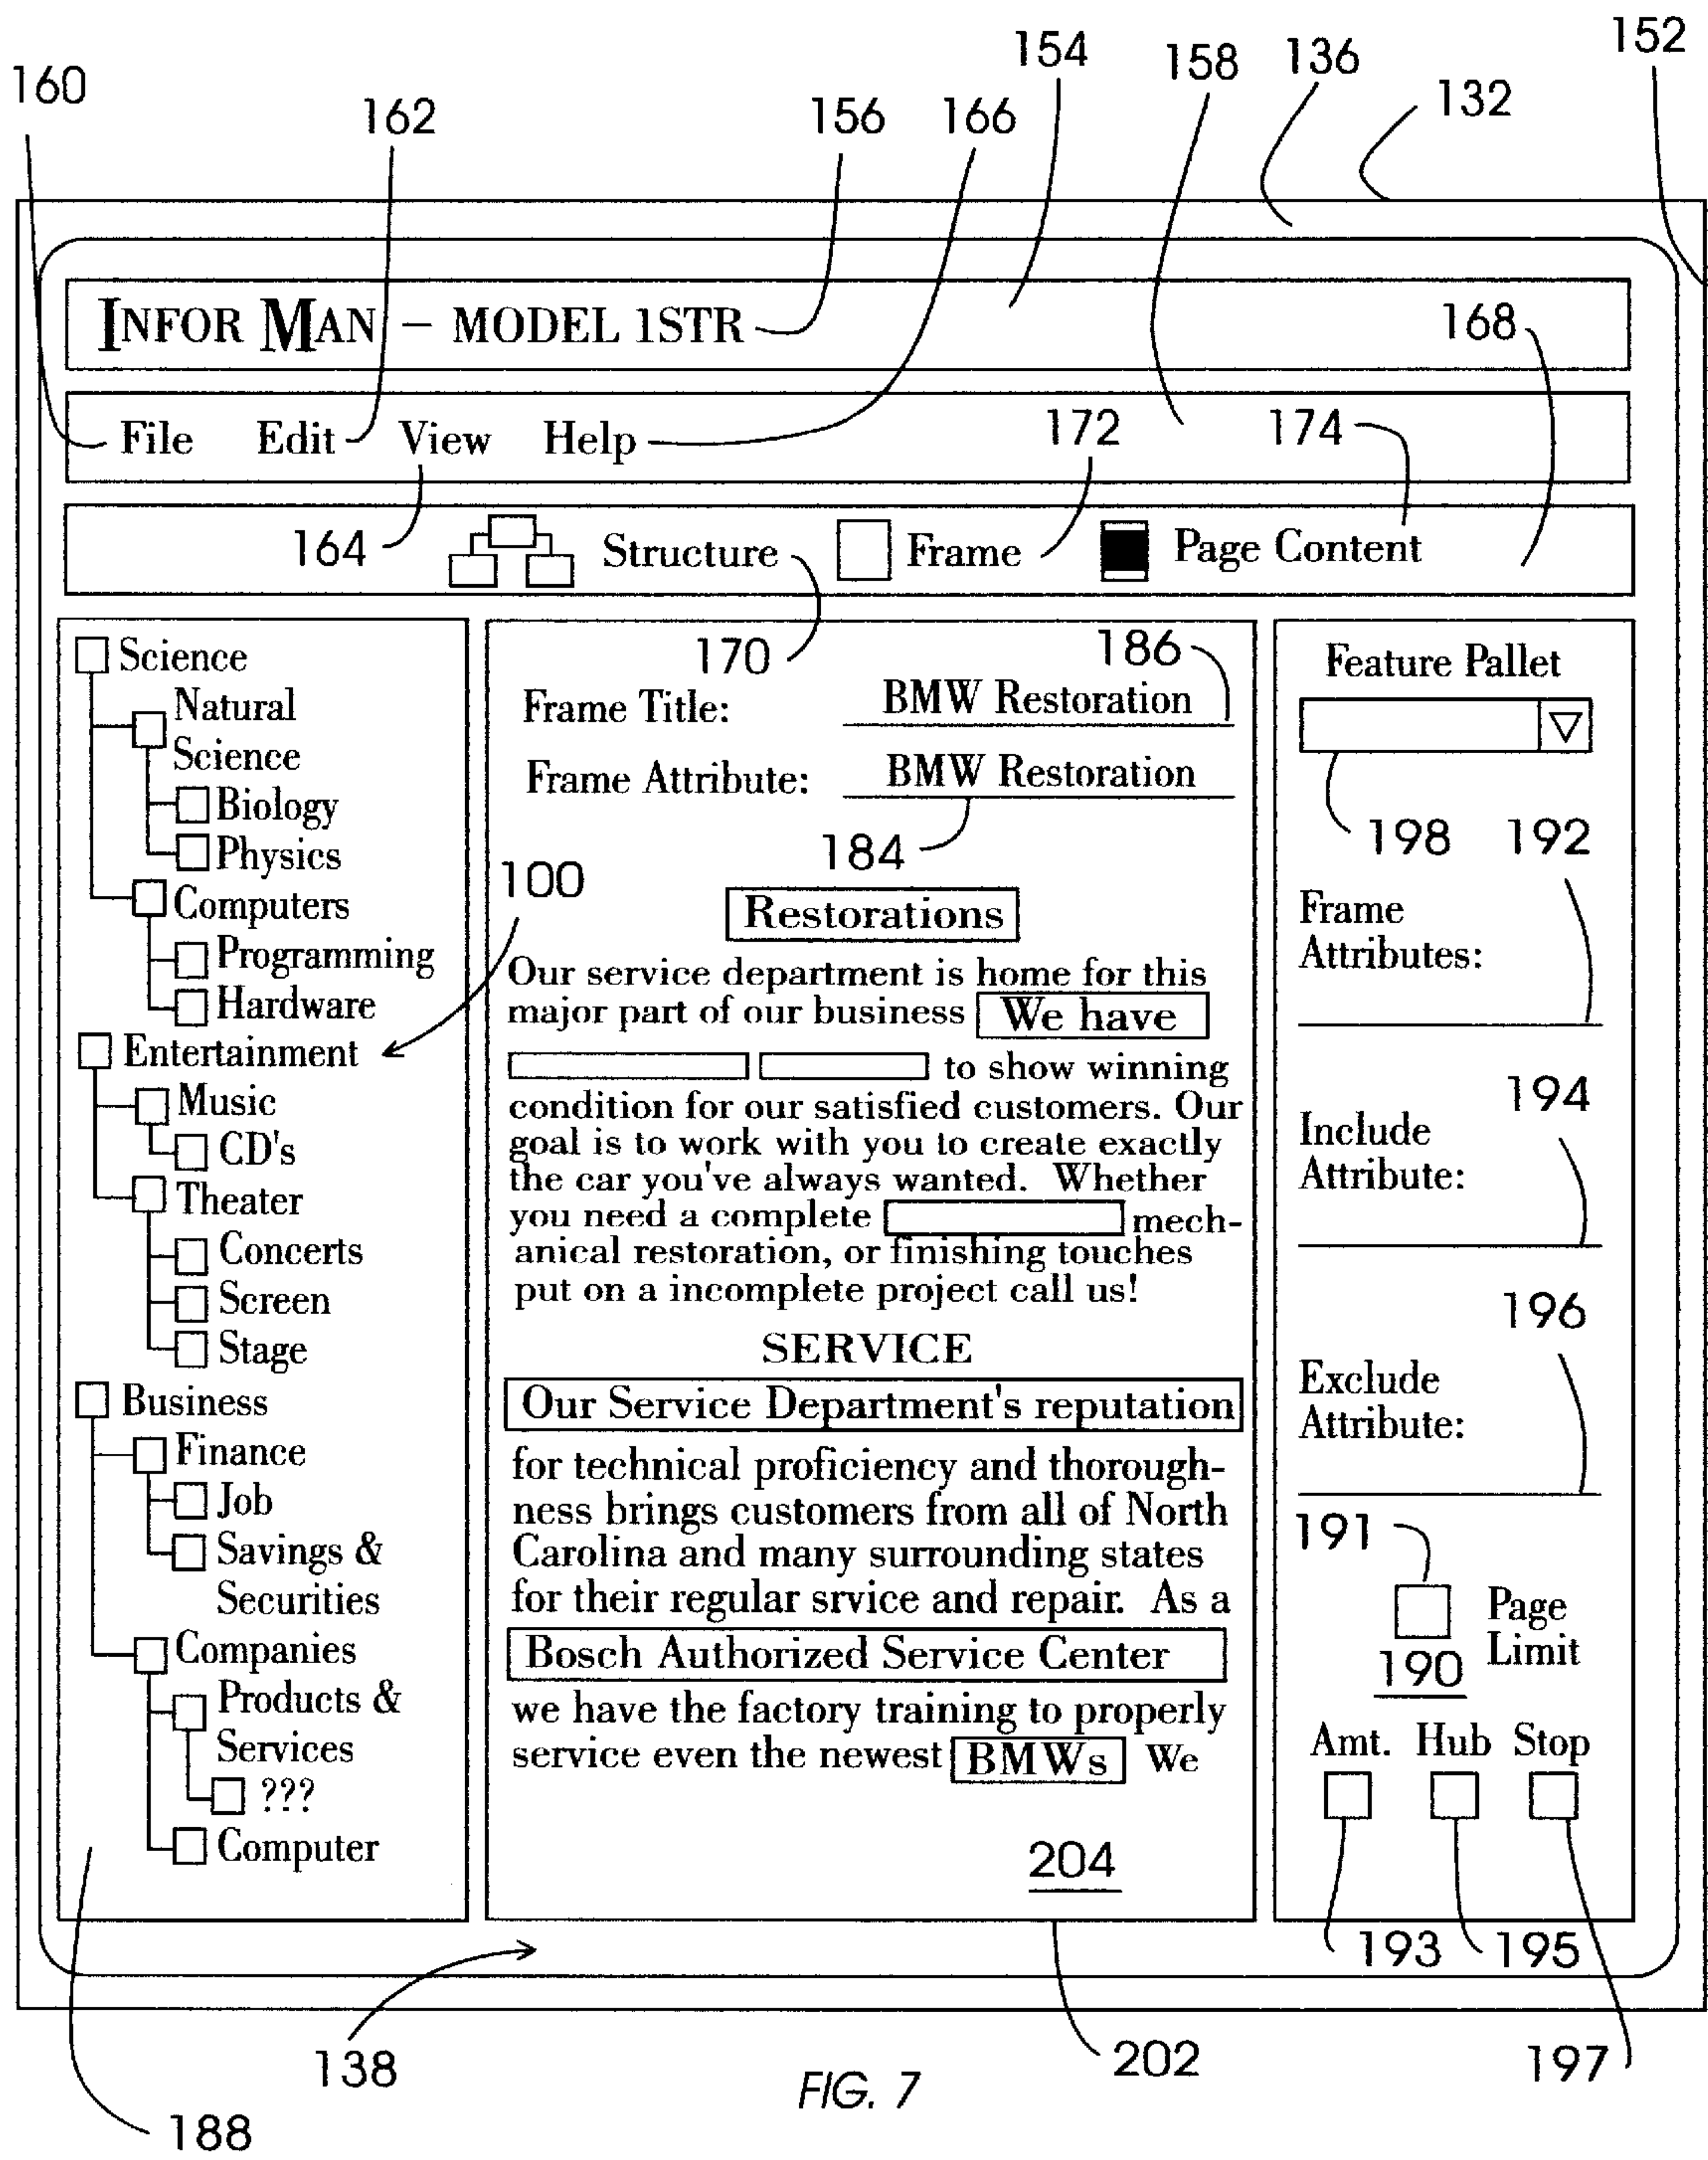 152
154
136
158
132
160
162
156
166
INFOR MAN – MODEL 1STR
168
File Edit View Help
172
174
164
Structure
Frame
Page Content
170
Science
Natural
Science
Biology
Physics
Computers
Programming
Hardware
Entertainment
Music
CD's
Theater
Concerts
Screen
Stage
Business
Finance
Job
Savings &
Securities
Companies
Products &
Services
???
Computer
100
186
Frame Title: BMW Restoration
Frame Attribute: BMW Restoration
184
Restorations
Our service department is home for this
major part of our business We have
to show winning
condition for our satisfied customers. Our
goal is to work with you to create exactly
the car you've always wanted. Whether
you need a complete mech-
anical restoration, or finishing touches
put on a incomplete project call us!
SERVICE
Our Service Department's reputation
for technical proficiency and thorough-
ness brings customers from all of North
Carolina and many surrounding states
for their regular srvice and repair. As a
Bosch Authorized Service Center
we have the factory training to properly
service even the newest BMWs We
204
Feature Pallet
198
192
Frame
Attributes:
194
Include
Attribute:
196
Exclude
Attribute:
191
Page
Limit
190
Amt. Hub Stop
193
195
138
202
197
FIG. 7
188